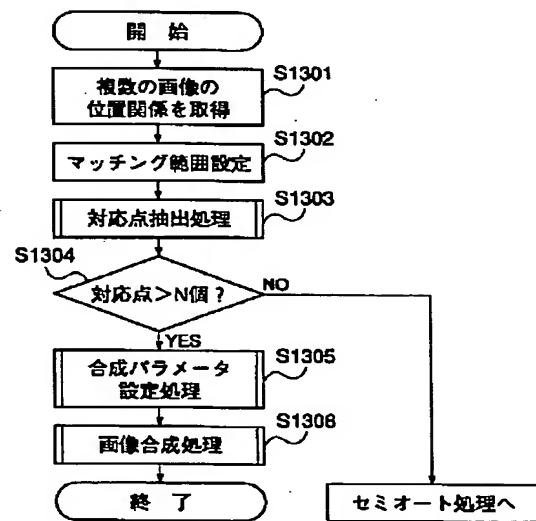 開 始
複数の画像の
位置関係を取得
S1301
マッチング範囲設定
S1302
対応点抽出処理
S1303
S1304
対応点>N個?
NO
YES
合成パラメータ
設定処理
S1305
画像合成処理
S1306
終 了
セミオート処理へ